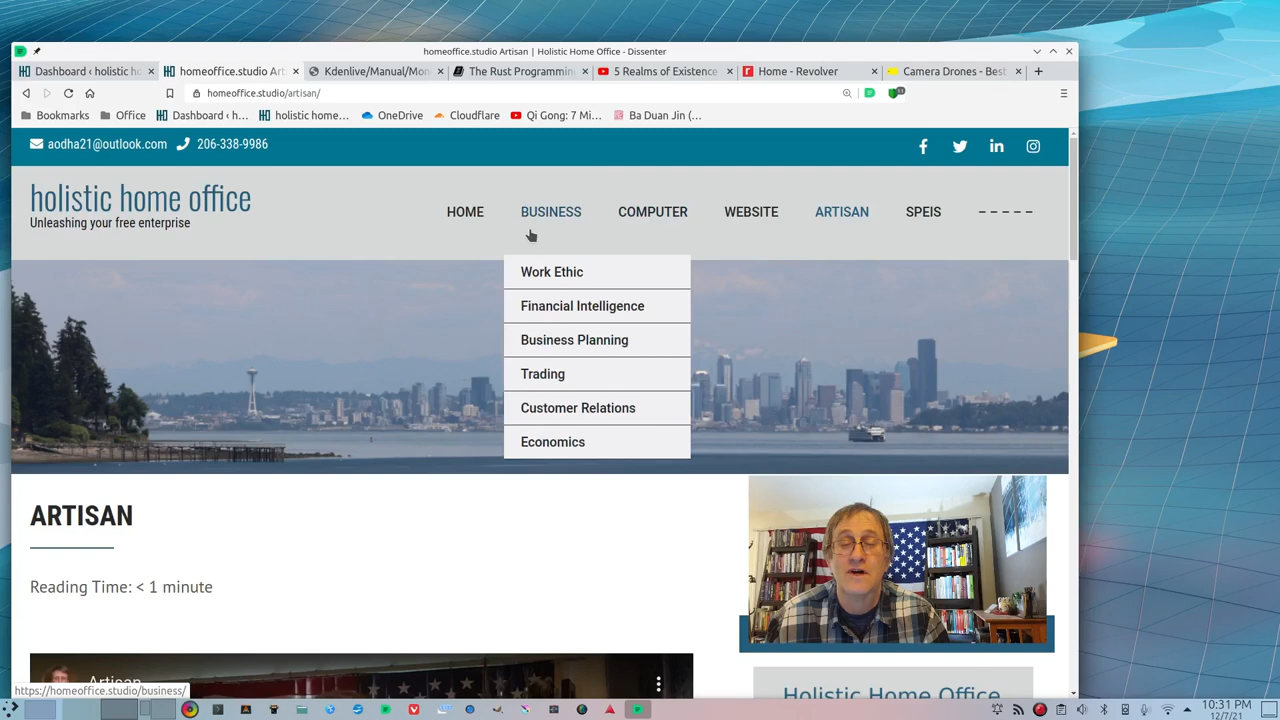 homeoffice.studio Artisan | Holistic Home Office - Dissenter
Dashboard ‹ holistic ho
homeoffice.studio Art
Kdenlive/Manual/Mon
The Rust Programmin
5 Realms of Existence
Home - Revolver
Camera Drones - Best
homeoffice.studio/artisan/
Bookmarks
Office
Dashboard ‹ h...
holistic home...
OneDrive
Cloudflare
Qi Gong: 7 Mi...
Ba Duan Jin (...
aodha21@outlook.com 206-338-9986
holistic home office
Unleashing your free enterprise
HOME BUSINESS COMPUTER WEBSITE ARTISAN SPEIS – – – – –
Work Ethic
Financial Intelligence
Business Planning
Trading
Customer Relations
Economics
ARTISAN
Reading Time: < 1 minute
Artisan
Holistic Home Office
https://homeoffice.studio/business/
10:31 PM
12/7/21